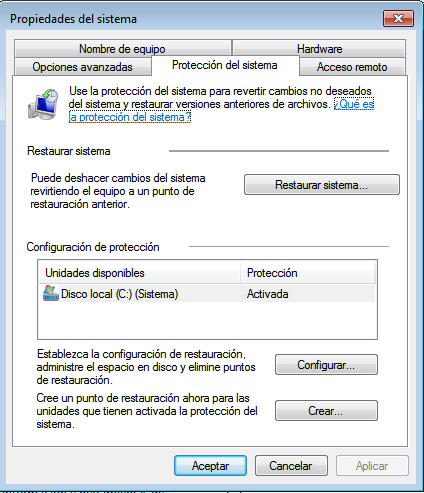 Propiedades del sistema
Nombre de equipo
Hardware
Opciones avanzadas
Protección del sistema
Acceso remoto
Use la protección del sistema para revertir cambios no deseados
del sistema y restaurar versiones anteriores de archivos. ¿Qué es
la protección del sistema?
Restaurar sistema
Puede deshacer cambios del sistema
revirtiendo el equipo a un punto de
restauración anterior.
Restaurar sistema...
Configuración de protección
Unidades disponibles
Protección
Disco local (C:) (Sistema)
Activada
Establezca la configuración de restauración,
administre el espacio en disco y elimine puntos
de restauración.
Configurar...
Cree un punto de restauración ahora para las
unidades que tienen activada la protección del
sistema.
Crear...
Aceptar
Cancelar
Aplicar